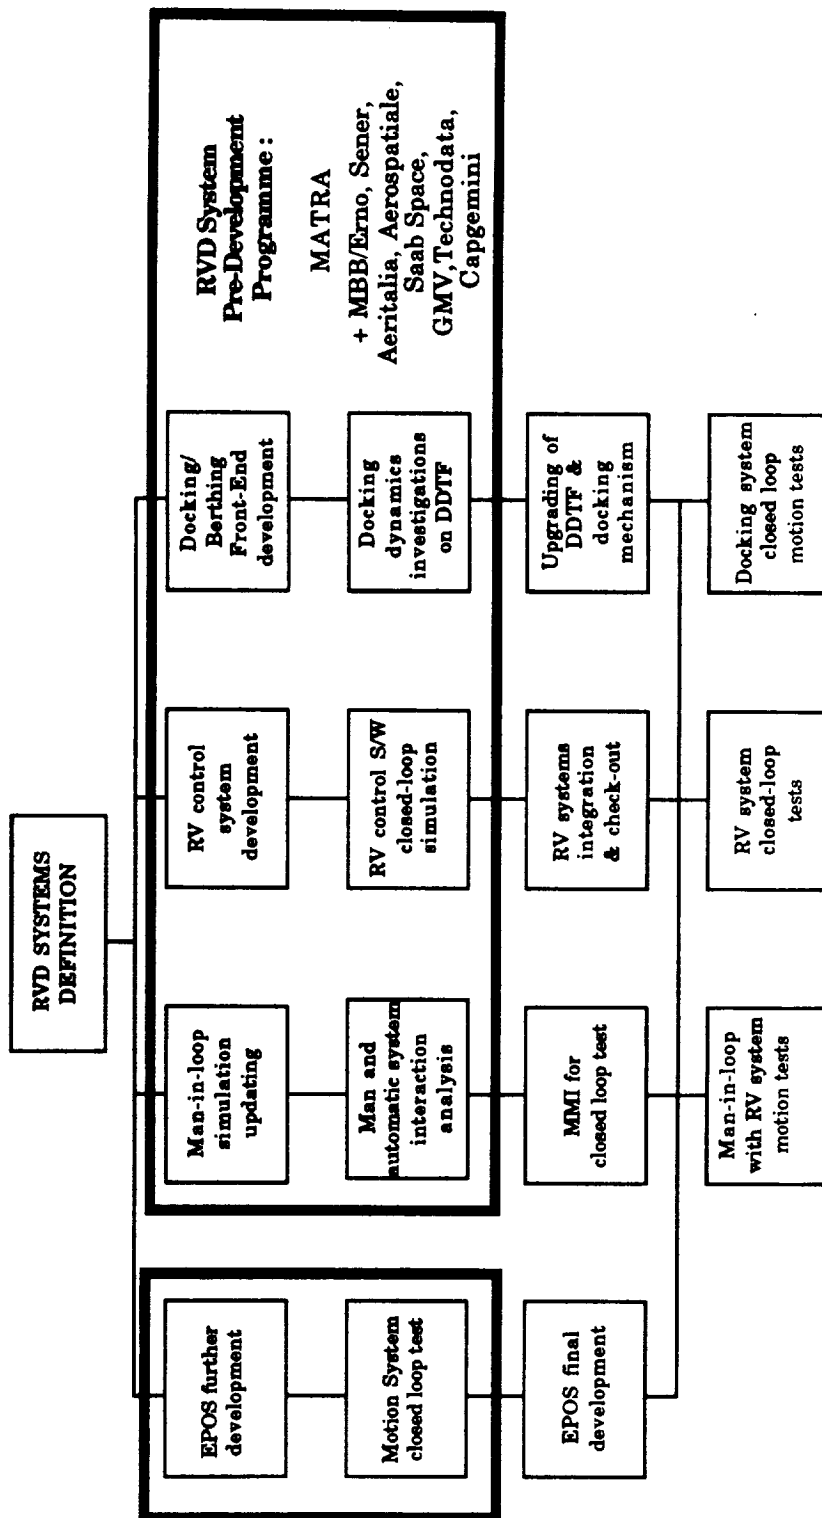 RVD SYSTEMS
DEFINITION
EPOS further
development
Man-in-loop
simulation
updating
RV control
system
development
Docking/
Berthing
Front-End
development
RVD System
Pre-Development
Programme :
MATRA
+ MBB/Erno, Sener,
Aeritalia, Aerospatiale,
Saab Space,
GMV,Technodata,
Capgemini
Motion System
closed loop test
Man and
automatic system
interaction
analysis
RV control S/W
closed-loop
simulation
Docking
dynamics
investigations
on DDTF
EPOS final
development
MMI for
closed loop test
RV systems
integration
& check-out
Upgrading of
DDTF &
docking
mechanism
Man-in-loop
with RV system
motion tests
RV system
closed-loop
tests
Docking system
closed loop
motion tests